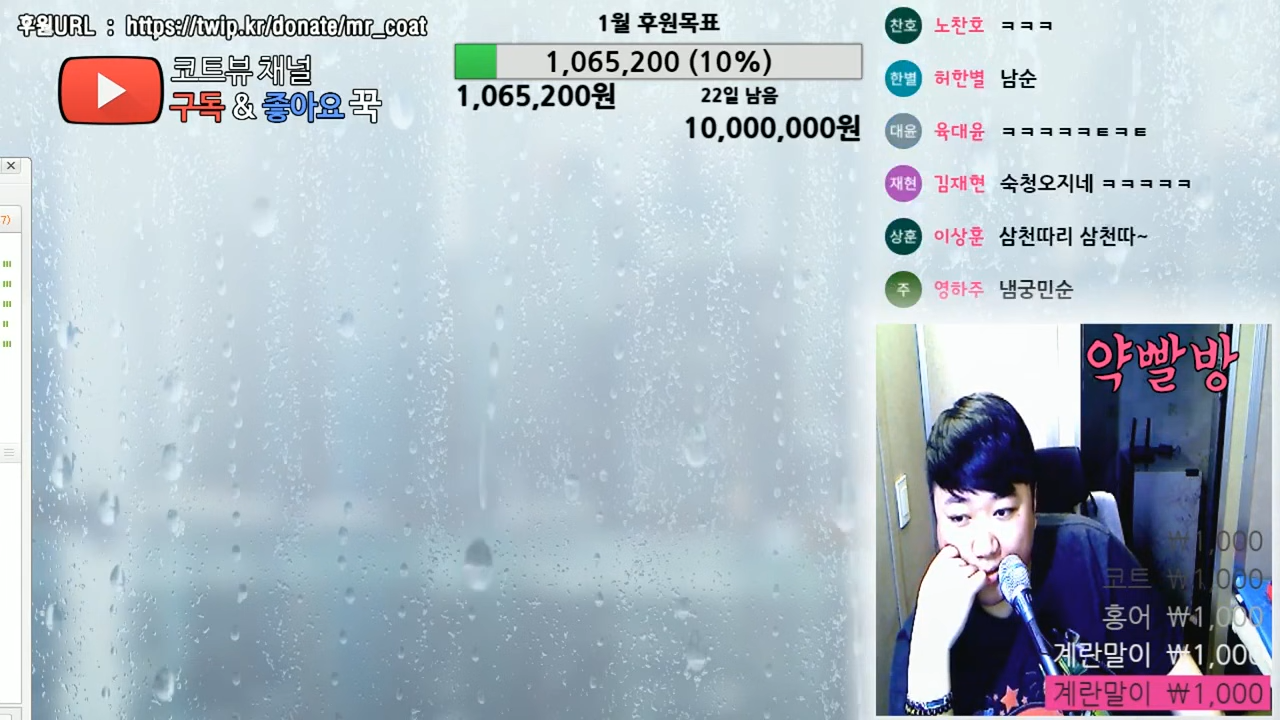 후원URL : https://twip.kr/donate/mr_coat
코트뷰 채널
구독 & 좋아요 꾹
1월 후원목표
1,065,200 (10%)
1,065,200원
22일 남음
10,000,000원
7)
찬호 노찬호 ㅋㅋㅋ
한별 허한별 남순
대윤 육대윤 ㅋㅋㅋㅋㅋㅌㅋㅌ
재현 김재현 숙청오지네 ㅋㅋㅋㅋㅋ
상훈 이상훈 삼천따리 삼천따~
주 영하주 냄궁민순
약빨방
₩1,000
코트 ₩1,000
홍어 ₩1,000
계란말이 ₩1,000
계란말이 ₩1,000